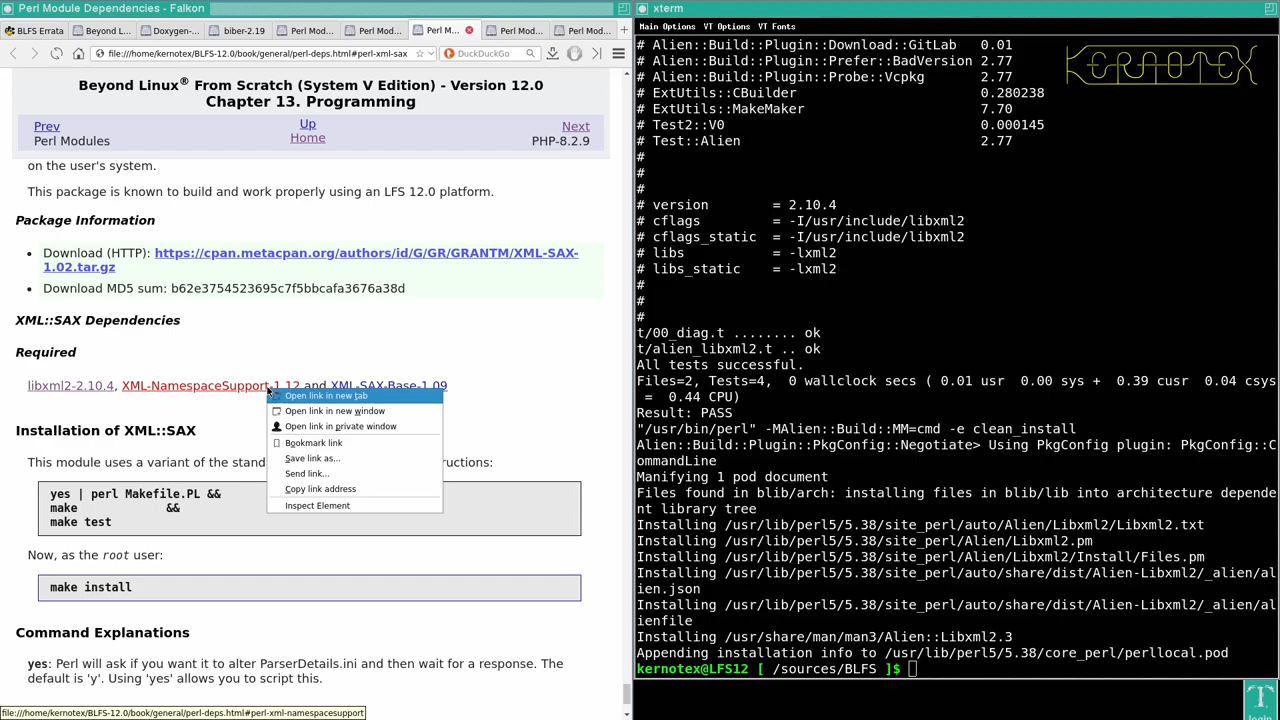 Perl Module Dependencies - Falkon
BLFS Errata
Beyond L...
Doxygen-...
biber-2.19
Perl Mod...
Perl Mod...
Perl M...
Perl Mod...
Perl Mod...
file:///home/kernotex/BLFS-12.0/book/general/perl-deps.html#perl-xml-sax
DuckDuckGo
Beyond Linux® From Scratch (System V Edition) - Version 12.0
Chapter 13. Programming
Prev
Up
Next
Perl Modules
Home
PHP-8.2.9
on the user's system.
This package is known to build and work properly using an LFS 12.0 platform.
Package Information
Download (HTTP): https://cpan.metacpan.org/authors/id/G/GR/GRANTM/XML-SAX-
1.02.tar.gz
Download MD5 sum: b62e3754523695c7f5bbcafa3676a38d
XML::SAX Dependencies
Required
libxml2-2.10.4, XML-NamespaceSupport-1.12 and XML-SAX-Base-1.09
Open link in new tab
Open link in new window
Open link in private window
Bookmark link
Save link as...
Send link...
Copy link address
Inspect Element
Installation of XML::SAX
This module uses a variant of the stand
ructions:
yes | perl Makefile.PL &&
make &&
make test
Now, as the root user:
make install
Command Explanations
yes: Perl will ask if you want it to alter ParserDetails.ini and then wait for a response. The
default is 'y'. Using 'yes' allows you to script this.
file:///home/kernotex/BLFS-12.0/book/general/perl-deps.html#perl-xml-namespacesupport
xterm
Main Options VT Options VT Fonts
KERNOTEX
# Alien::Build::Plugin::Download::GitLab 0.01
# Alien::Build::Plugin::Prefer::BadVersion 2.77
# Alien::Build::Plugin::Probe::Vcpkg 2.77
# ExtUtils::CBuilder 0.280238
# ExtUtils::MakeMaker 7.70
# Test2::V0 0.000145
# Test::Alien 2.77
#
#
#
# version = 2.10.4
# cflags = -I/usr/include/libxml2
# cflags_static = -I/usr/include/libxml2
# libs = -lxml2
# libs_static = -lxml2
#
#
#
t/00_diag.t ........ ok
t/alien_libxml2.t .. ok
All tests successful.
Files=2, Tests=4, 0 wallclock secs ( 0.01 usr 0.00 sys + 0.39 cusr 0.04 csys
= 0.44 CPU)
Result: PASS
"/usr/bin/perl" -MAlien::Build::MM=cmd -e clean_install
Alien::Build::Plugin::PkgConfig::Negotiate> Using PkgConfig plugin: PkgConfig::C
ommandLine
Manifying 1 pod document
Files found in blib/arch: installing files in blib/lib into architecture depende
nt library tree
Installing /usr/lib/perl5/5.38/site_perl/auto/Alien/Libxml2/Libxml2.txt
Installing /usr/lib/perl5/5.38/site_perl/Alien/Libxml2.pm
Installing /usr/lib/perl5/5.38/site_perl/Alien/Libxml2/Install/Files.pm
Installing /usr/lib/perl5/5.38/site_perl/auto/share/dist/Alien-Libxml2/_alien/al
ien.json
Installing /usr/lib/perl5/5.38/site_perl/auto/share/dist/Alien-Libxml2/_alien/al
ienfile
Installing /usr/share/man/man3/Alien::Libxml2.3
Appending installation info to /usr/lib/perl5/5.38/core_perl/perllocal.pod
kernotex@LFS12 [ /sources/BLFS ]$
login